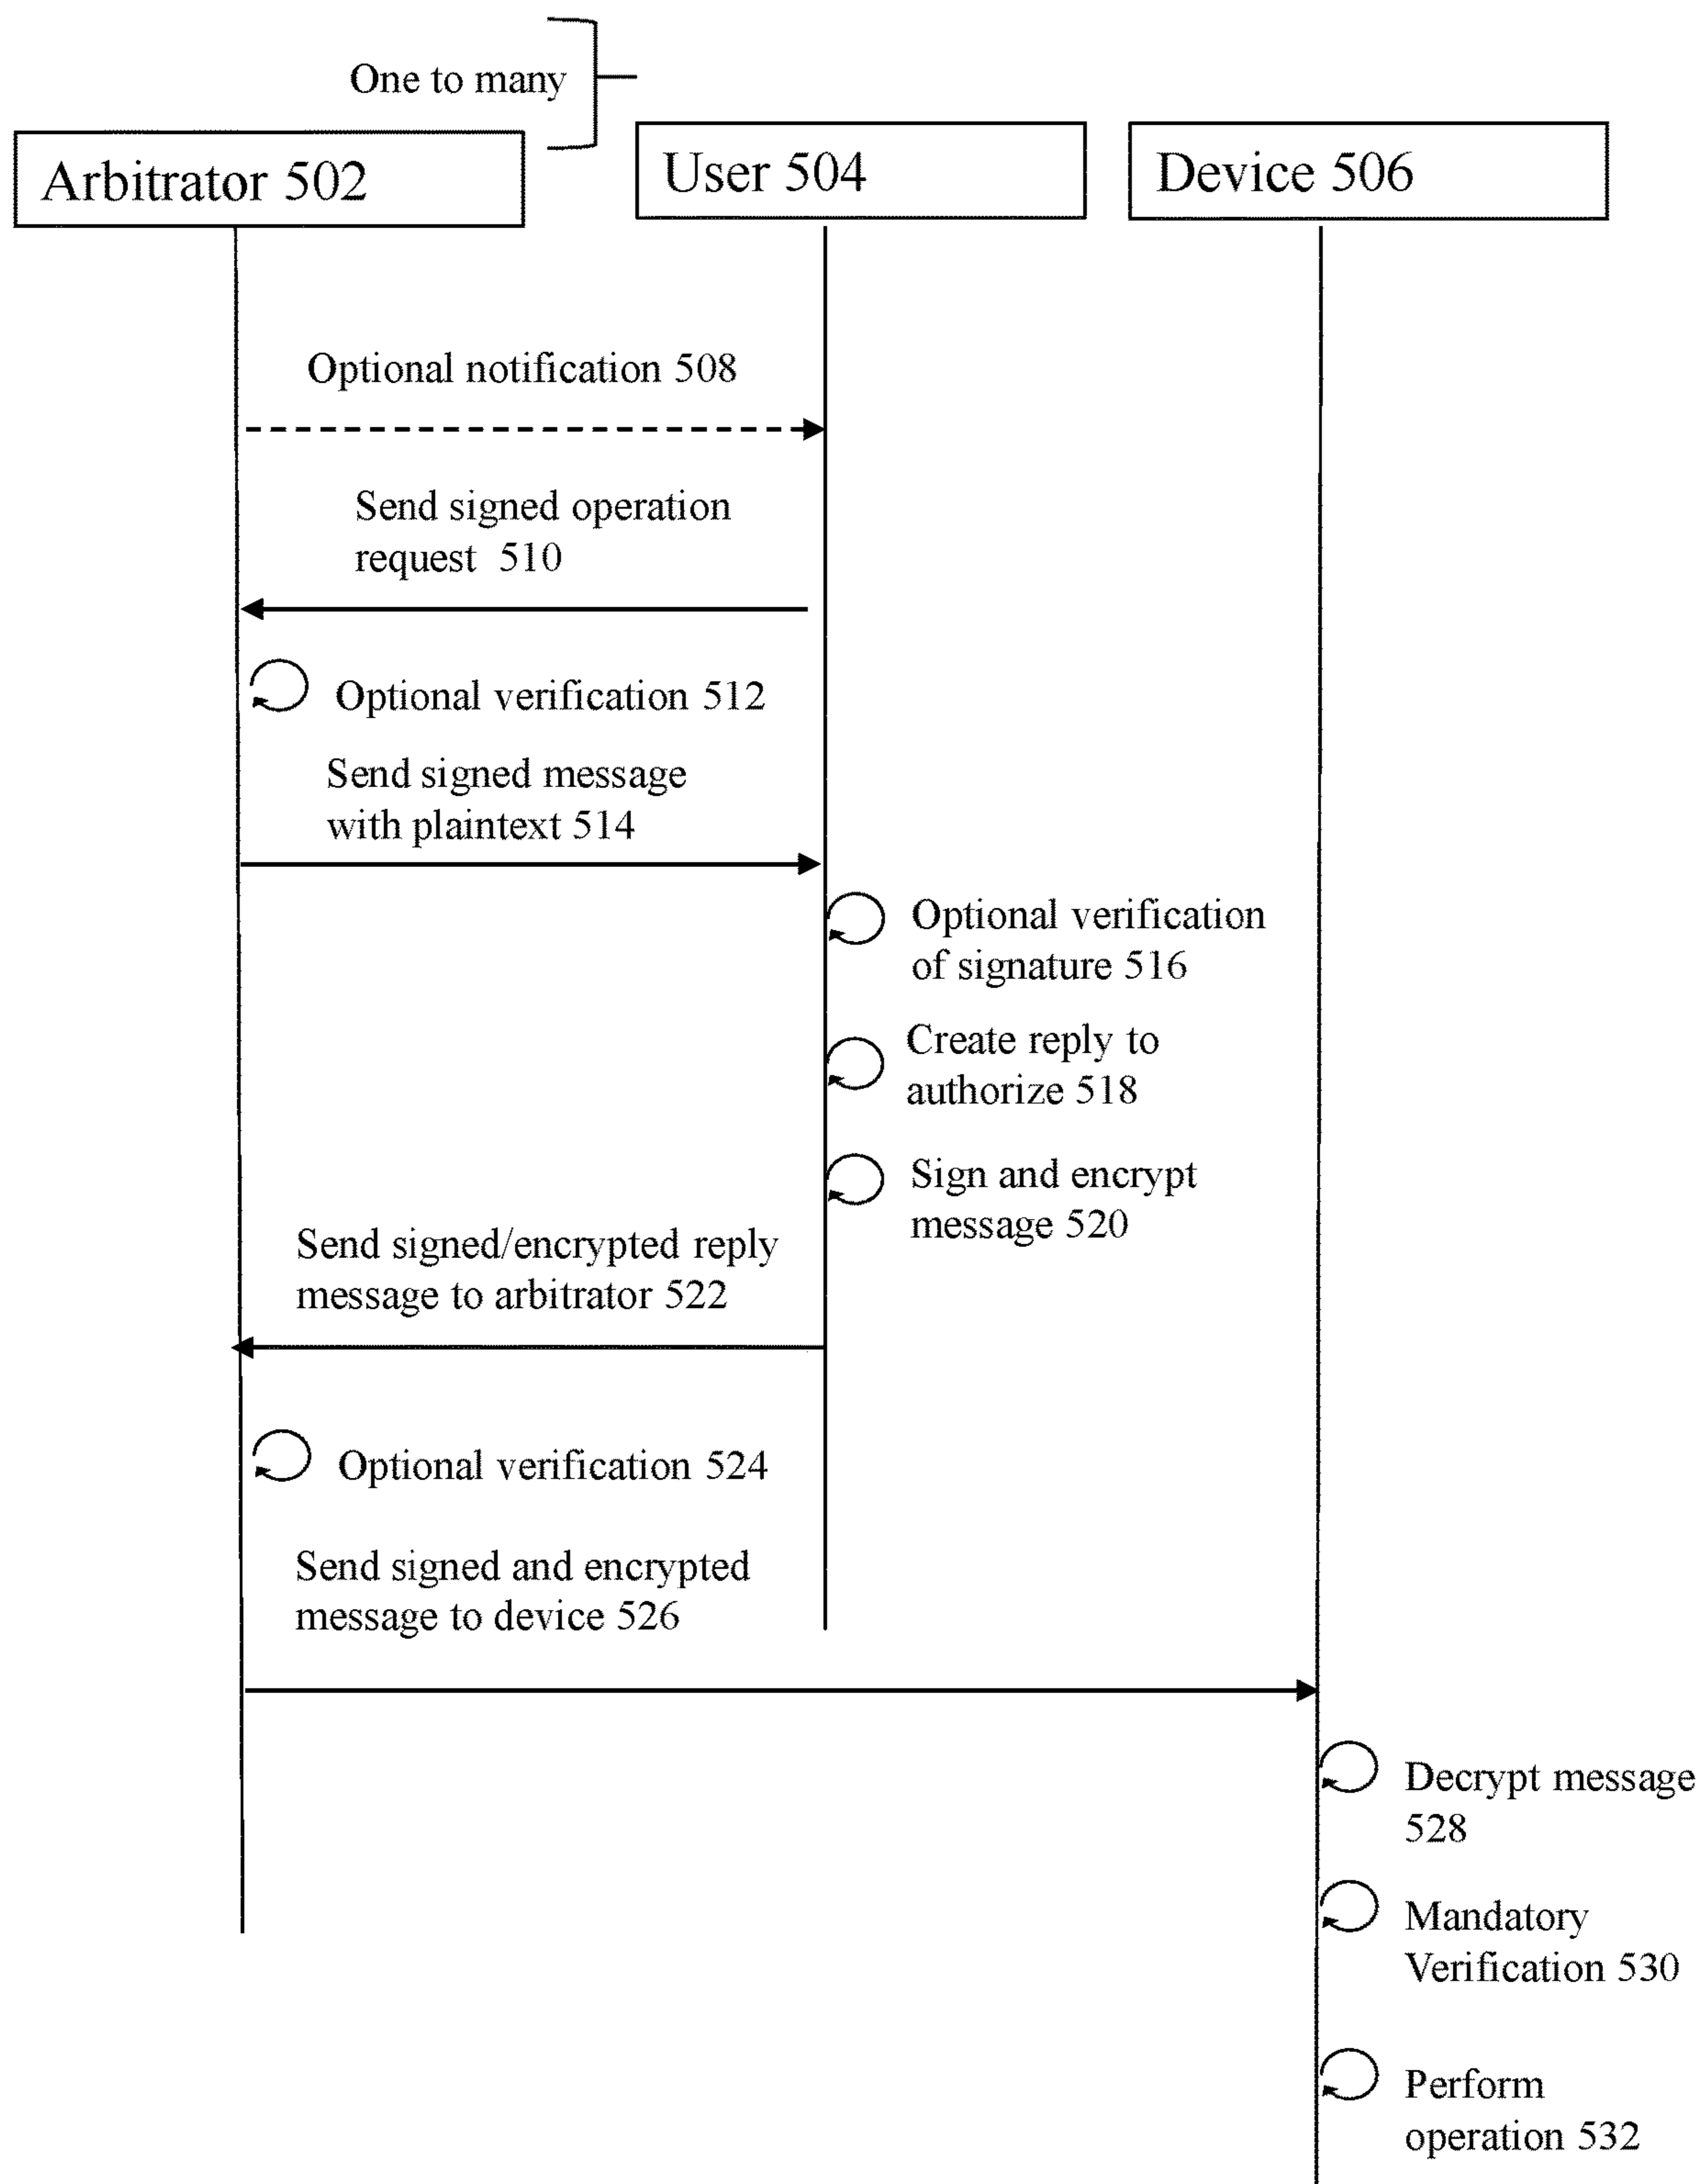 One to many
Arbitrator 502
User 504
Device 506
Optional notification 508
Send signed operation
request 510
Optional verification 512
Send signed message
with plaintext 514
Optional verification
of signature 516
Create reply to
authorize 518
Sign and encrypt
message 520
Send signed/encrypted reply
message to arbitrator 522
Optional verification 524
Send signed and encrypted
message to device 526
Decrypt message
528
Mandatory
Verification 530
Perform
operation 532